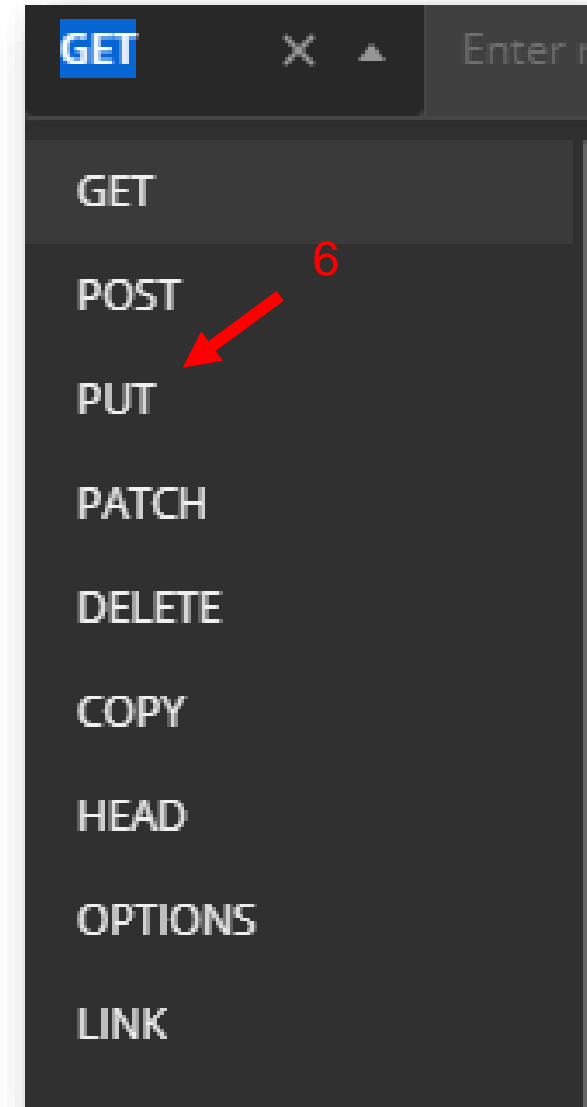 GET
Enter
GET
6
POST
PUT
PATCH
DELETE
COPY
HEAD
OPTIONS
LINK